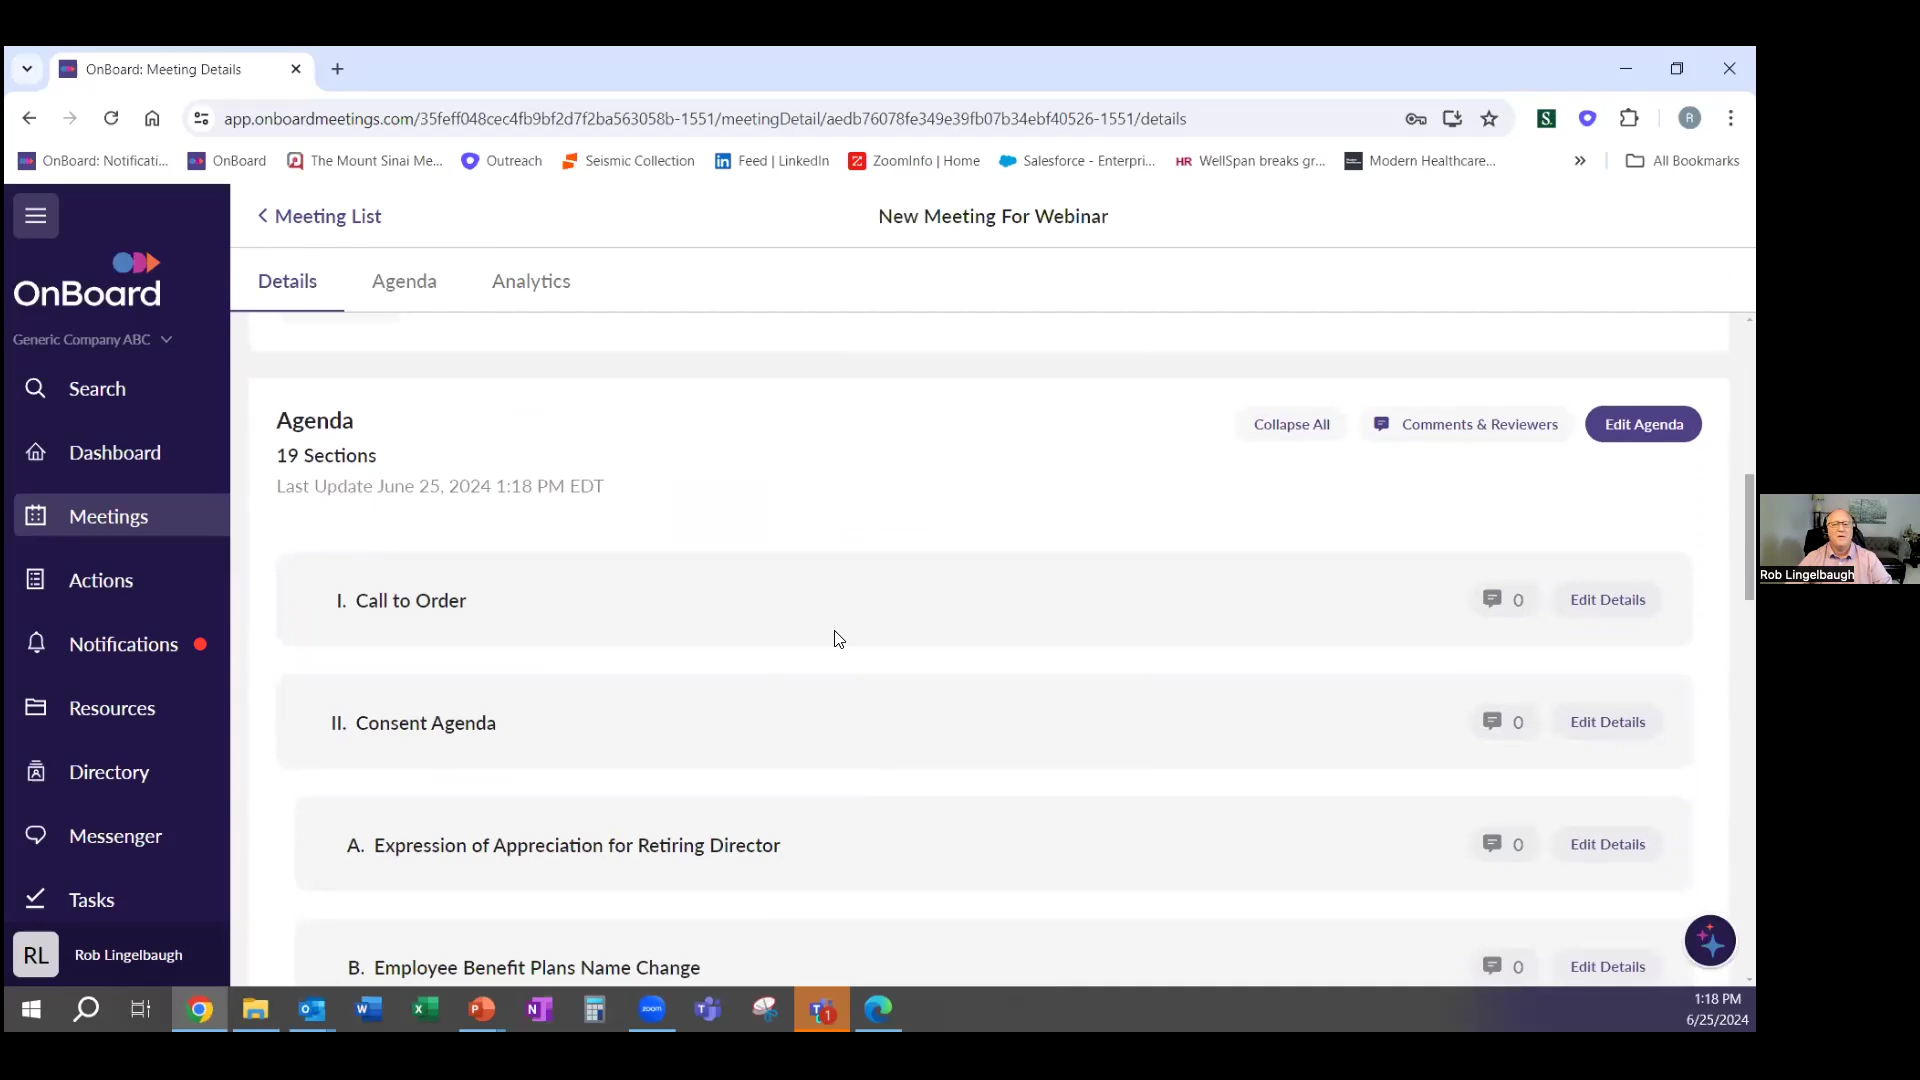 OnBoard: Meeting Details
app.onboardmeetings.com/35feff048cec4fb9bf2d7f2ba563058b-1551/meetingDetail/aedb76078fe349e39fb07b34ebf40526-1551/details
R
OnBoard: Notificati...
OnBoard
The Mount Sinai Me...
Outreach
Seismic Collection
Feed | LinkedIn
ZoomInfo | Home
Salesforce - Enterpri...
HR WellSpan breaks gr...
Modern Healthcare...
All Bookmarks
Meeting List
New Meeting For Webinar
Details
Agenda
Analytics
OnBoard
Generic Company ABC
Search
Dashboard
Meetings
Actions
Notifications
Resources
Directory
Messenger
Tasks
RL Rob Lingelbaugh
Agenda
19 Sections
Last Update June 25, 2024 1:18 PM EDT
Collapse All
Comments & Reviewers
Edit Agenda
I. Call to Order
0
Edit Details
II. Consent Agenda
0
Edit Details
A. Expression of Appreciation for Retiring Director
0
Edit Details
B. Employee Benefit Plans Name Change
0
Edit Details
Rob Lingelbaugh
zoom
1:18 PM
6/25/2024